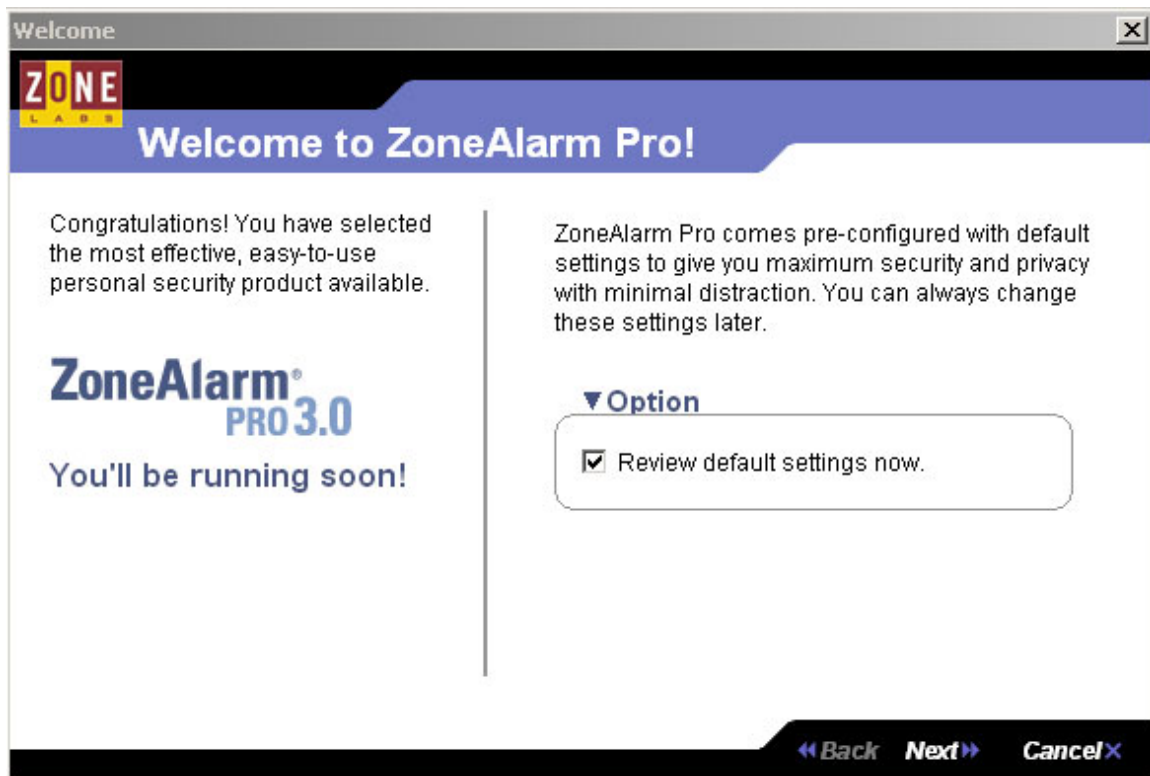 Welcome
ZONE
LABS
Welcome to ZoneAlarm Pro!
Congratulations! You have selected
the most effective, easy-to-use
personal security product available.
ZoneAlarm®
PRO 3.0
You'll be running soon!
ZoneAlarm Pro comes pre-configured with default
settings to give you maximum security and privacy
with minimal distraction. You can always change
these settings later.
Option
Review default settings now.
Back Next Cancel